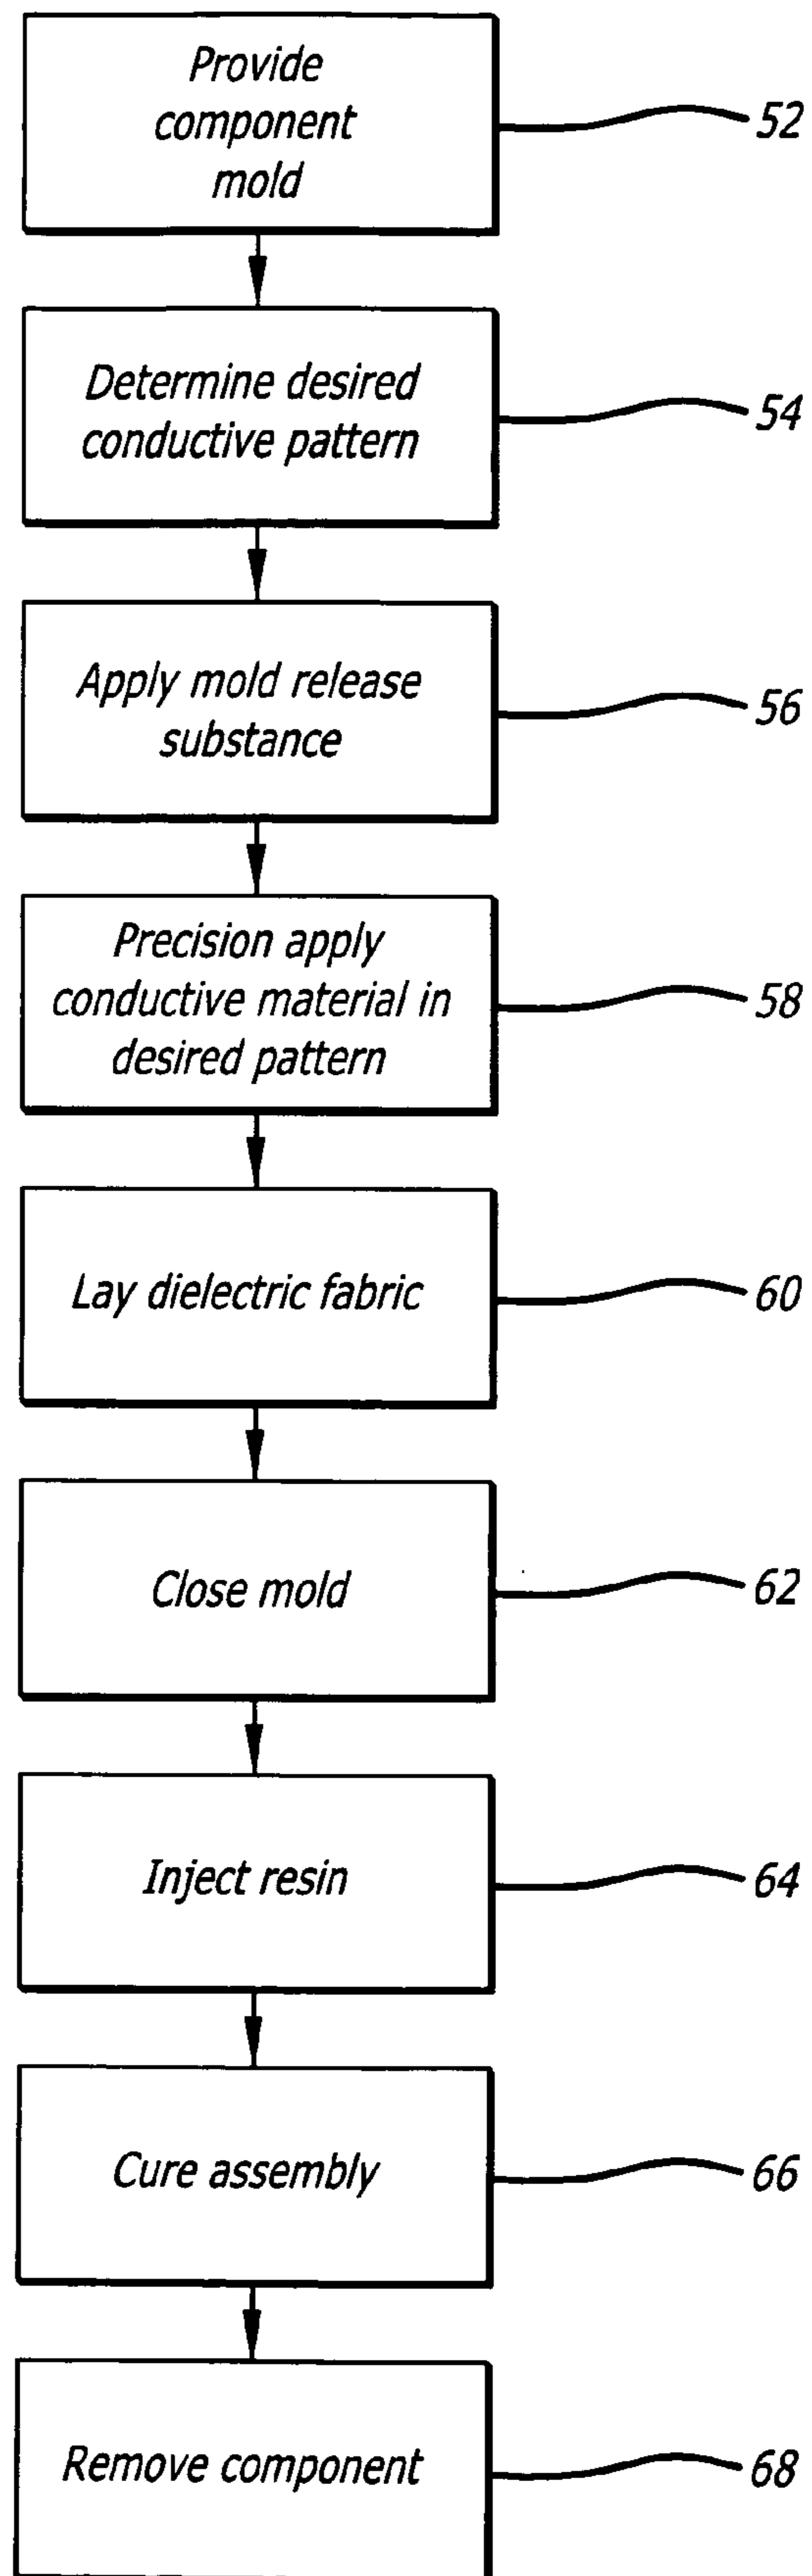 Provide
component
mold
52
Determine desired
conductive pattern
54
Apply mold release
substance
56
Precision apply
conductive material in
desired pattern
58
Lay dielectric fabric
60
Close mold
62
Inject resin
64
Cure assembly
66
Remove component
68